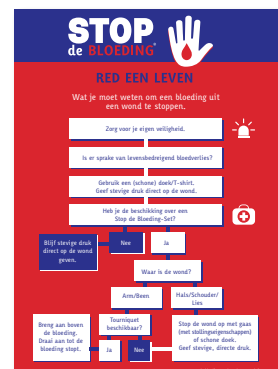 STOP
de BLOEDING®
RED EEN LEVEN
Wat je moet weten om een bloeding uit
een wond te stoppen.
Zorg voor je eigen veiligheid.
Is er sprake van levensbedreigend bloedverlies?
Gebruik een (schone) doek/T-shirt.
Geef stevige druk direct op de wond.
Heb je de beschikking over een
Stop de Bloeding-Set?
Blijf stevige druk
direct op de wond
geven.
Nee
Ja
Waar is de wond?
Arm/Been
Hals/Schouder/
Lies
Breng aan boven
de bloeding.
Draai aan tot de
bloeding stopt.
Tourniquet
beschikbaar?
Ja
Nee
Stop de wond op met gaas
(met stollingseigenschappen)
of schone doek.
Geef stevige, directe druk.